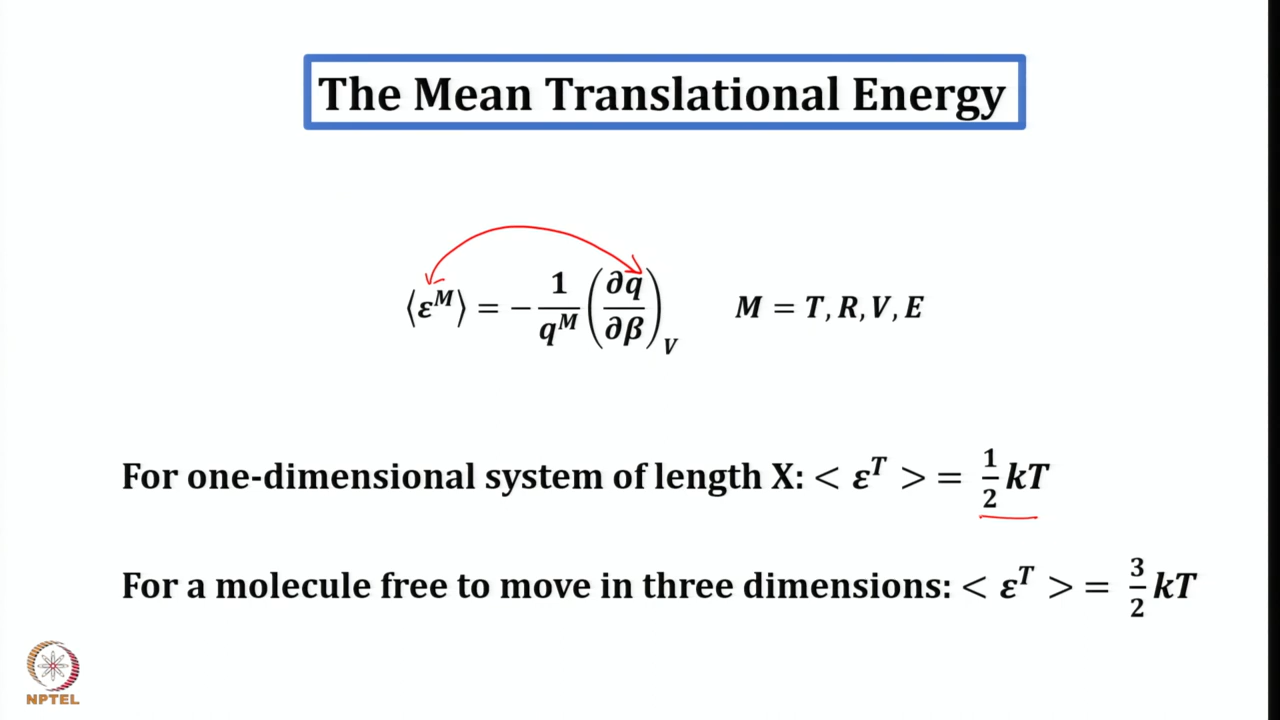 The Mean Translational Energy
⟨ε^M⟩ = − 1/q^M (∂q/∂β)_V M = T, R, V, E
For one-dimensional system of length X: < ε^T > = 1/2 kT
For a molecule free to move in three dimensions: < ε^T > = 3/2 kT
NPTEL